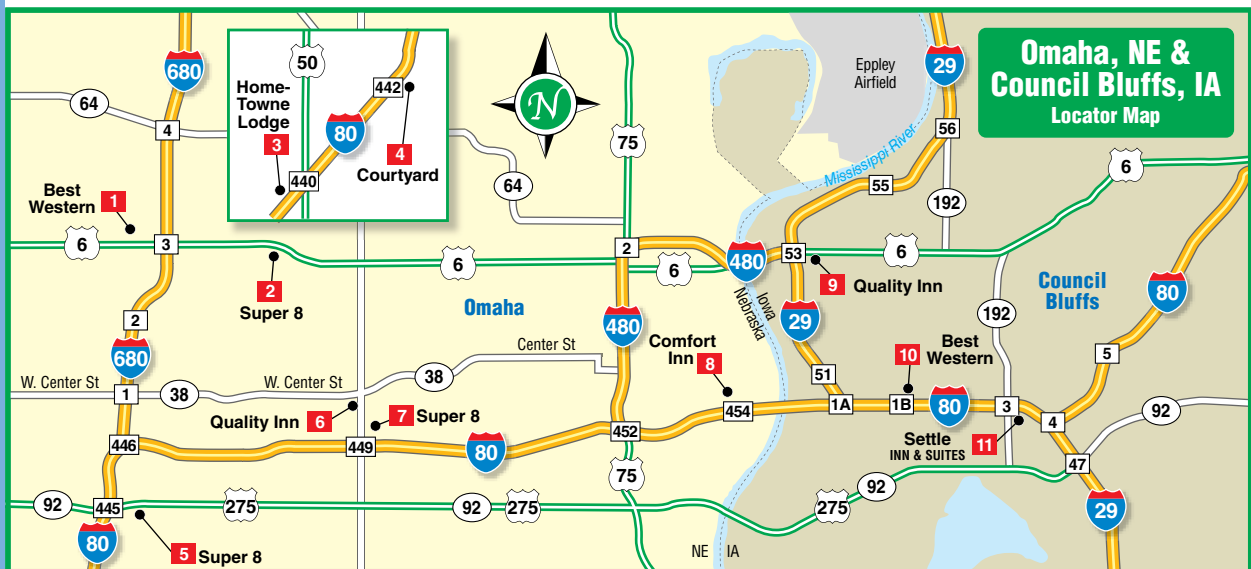 Omaha, NE &
Council Bluffs, IA
Locator Map
680
64
4
50
Home-
Towne
Lodge
3
440
80
442
4
Courtyard
N
75
64
Eppley
Airfield
29
56
Mississippi River
55
192
6
Best
Western
1
6
3
2
Super 8
6
Omaha
2
6
480
53
6
9
Quality Inn
Council
Bluffs
80
192
Iowa
Nebraska
29
480
2
680
W. Center St
1
38
W. Center St
38
Center St
Comfort
Inn
8
454
51
1A
10
Best
Western
1B
80
3
5
4
92
Settle
INN & SUITES
11
47
Quality Inn
6
7
Super 8
446
449
80
452
75
92
445
275
92
275
275
92
29
80
5
Super 8
NE
IA